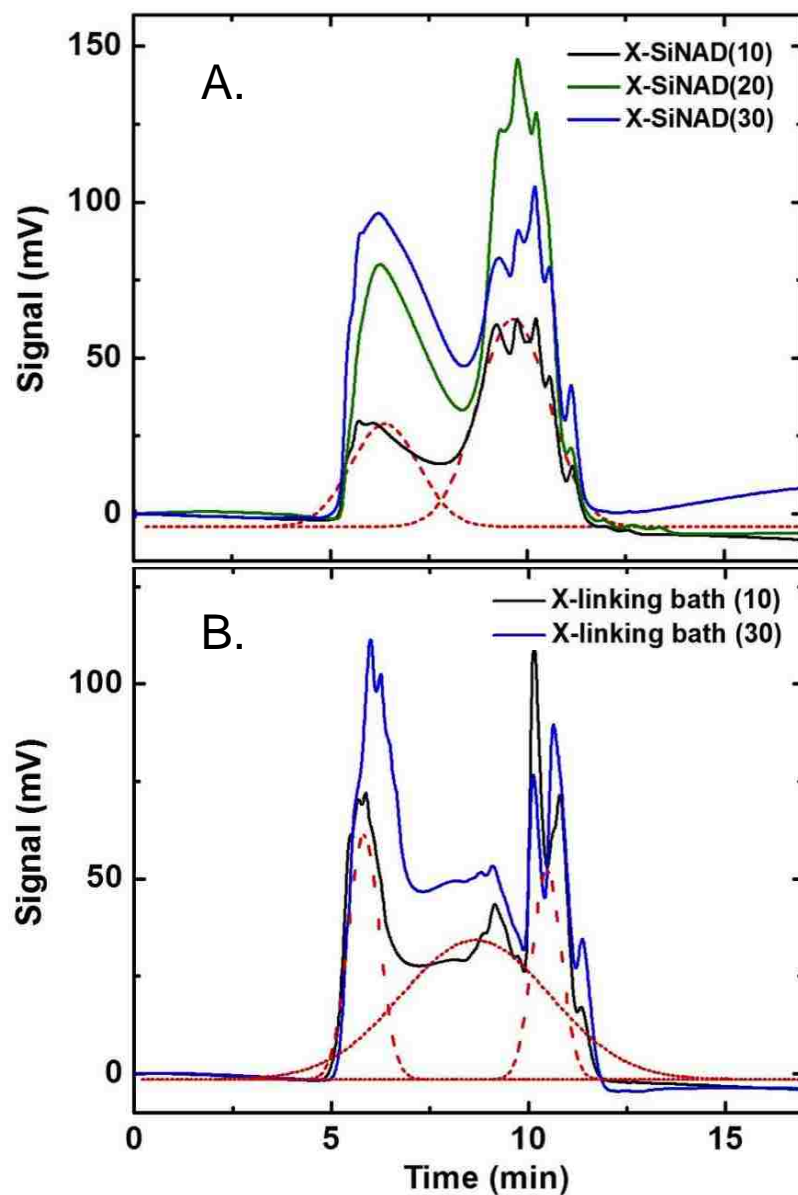 A.
X-SiNAD(10)
X-SiNAD(20)
X-SiNAD(30)
150
100
50
0
Signal (mV)
B.
X-linking bath (10)
X-linking bath (30)
100
50
0
Signal (mV)
0 5 10 15
Time (min)